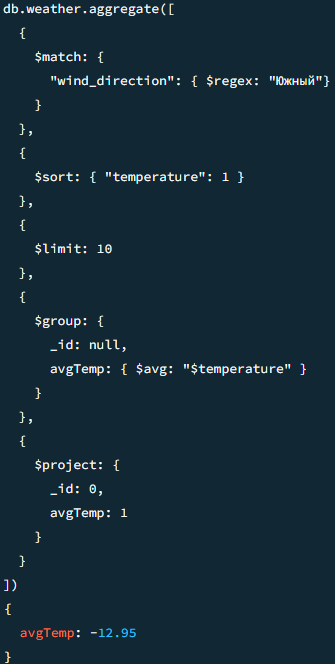 db.weather.aggregate([
  {
    $match: {
      "wind_direction": { $regex: "Южный"}
    }
  },
  {
    $sort: { "temperature": 1 }
  },
  {
    $limit: 10
  },
  {
    $group: {
      _id: null,
      avgTemp: { $avg: "$temperature" }
    }
  },
  {
    $project: {
      _id: 0,
      avgTemp: 1
    }
  }
])
{
  avgTemp: -12.95
}